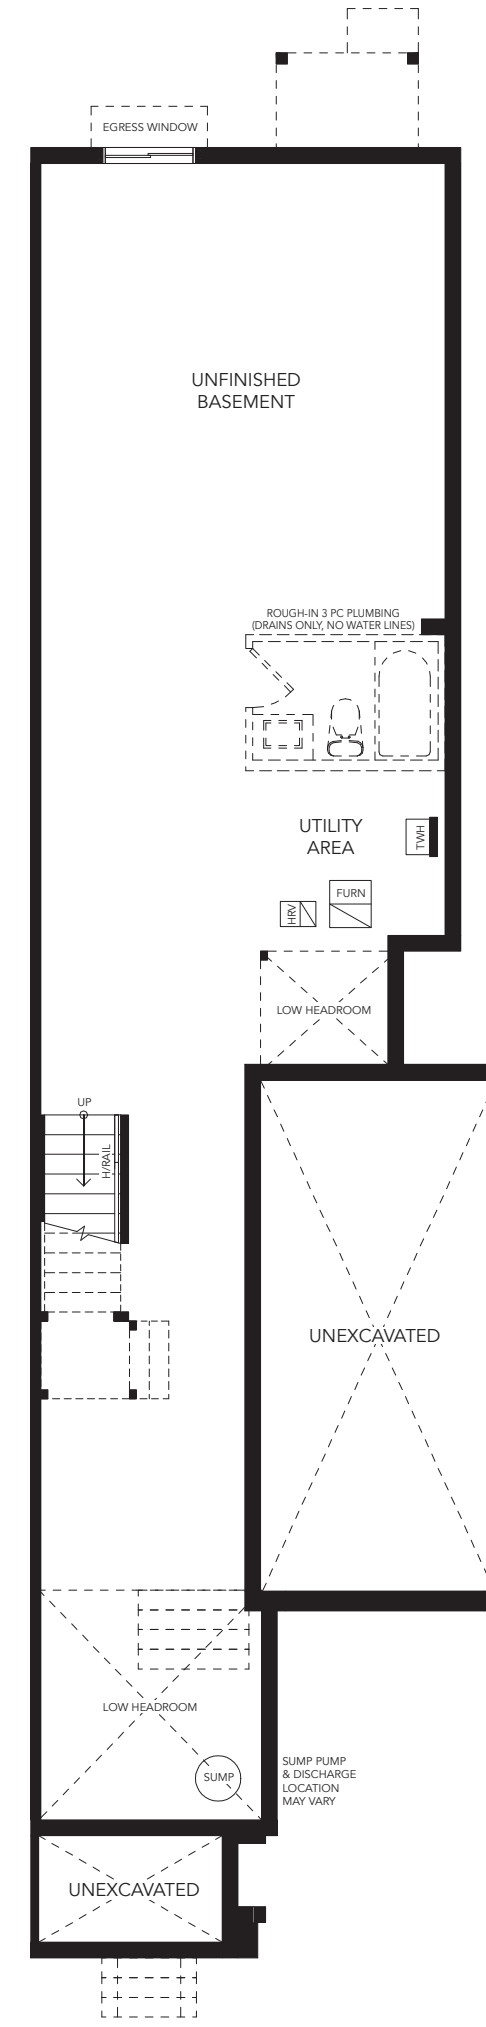 EGRESS WINDOW
UNFINISHED
BASEMENT
ROUGH-IN 3 PC PLUMBING
(DRAINS ONLY, NO WATER LINES)
UTILITY
AREA
TWH
FURN
HRV
LOW HEADROOM
UP
H/RAIL
UNEXCAVATED
LOW HEADROOM
SUMP
SUMP PUMP
& DISCHARGE
LOCATION
MAY VARY
UNEXCAVATED